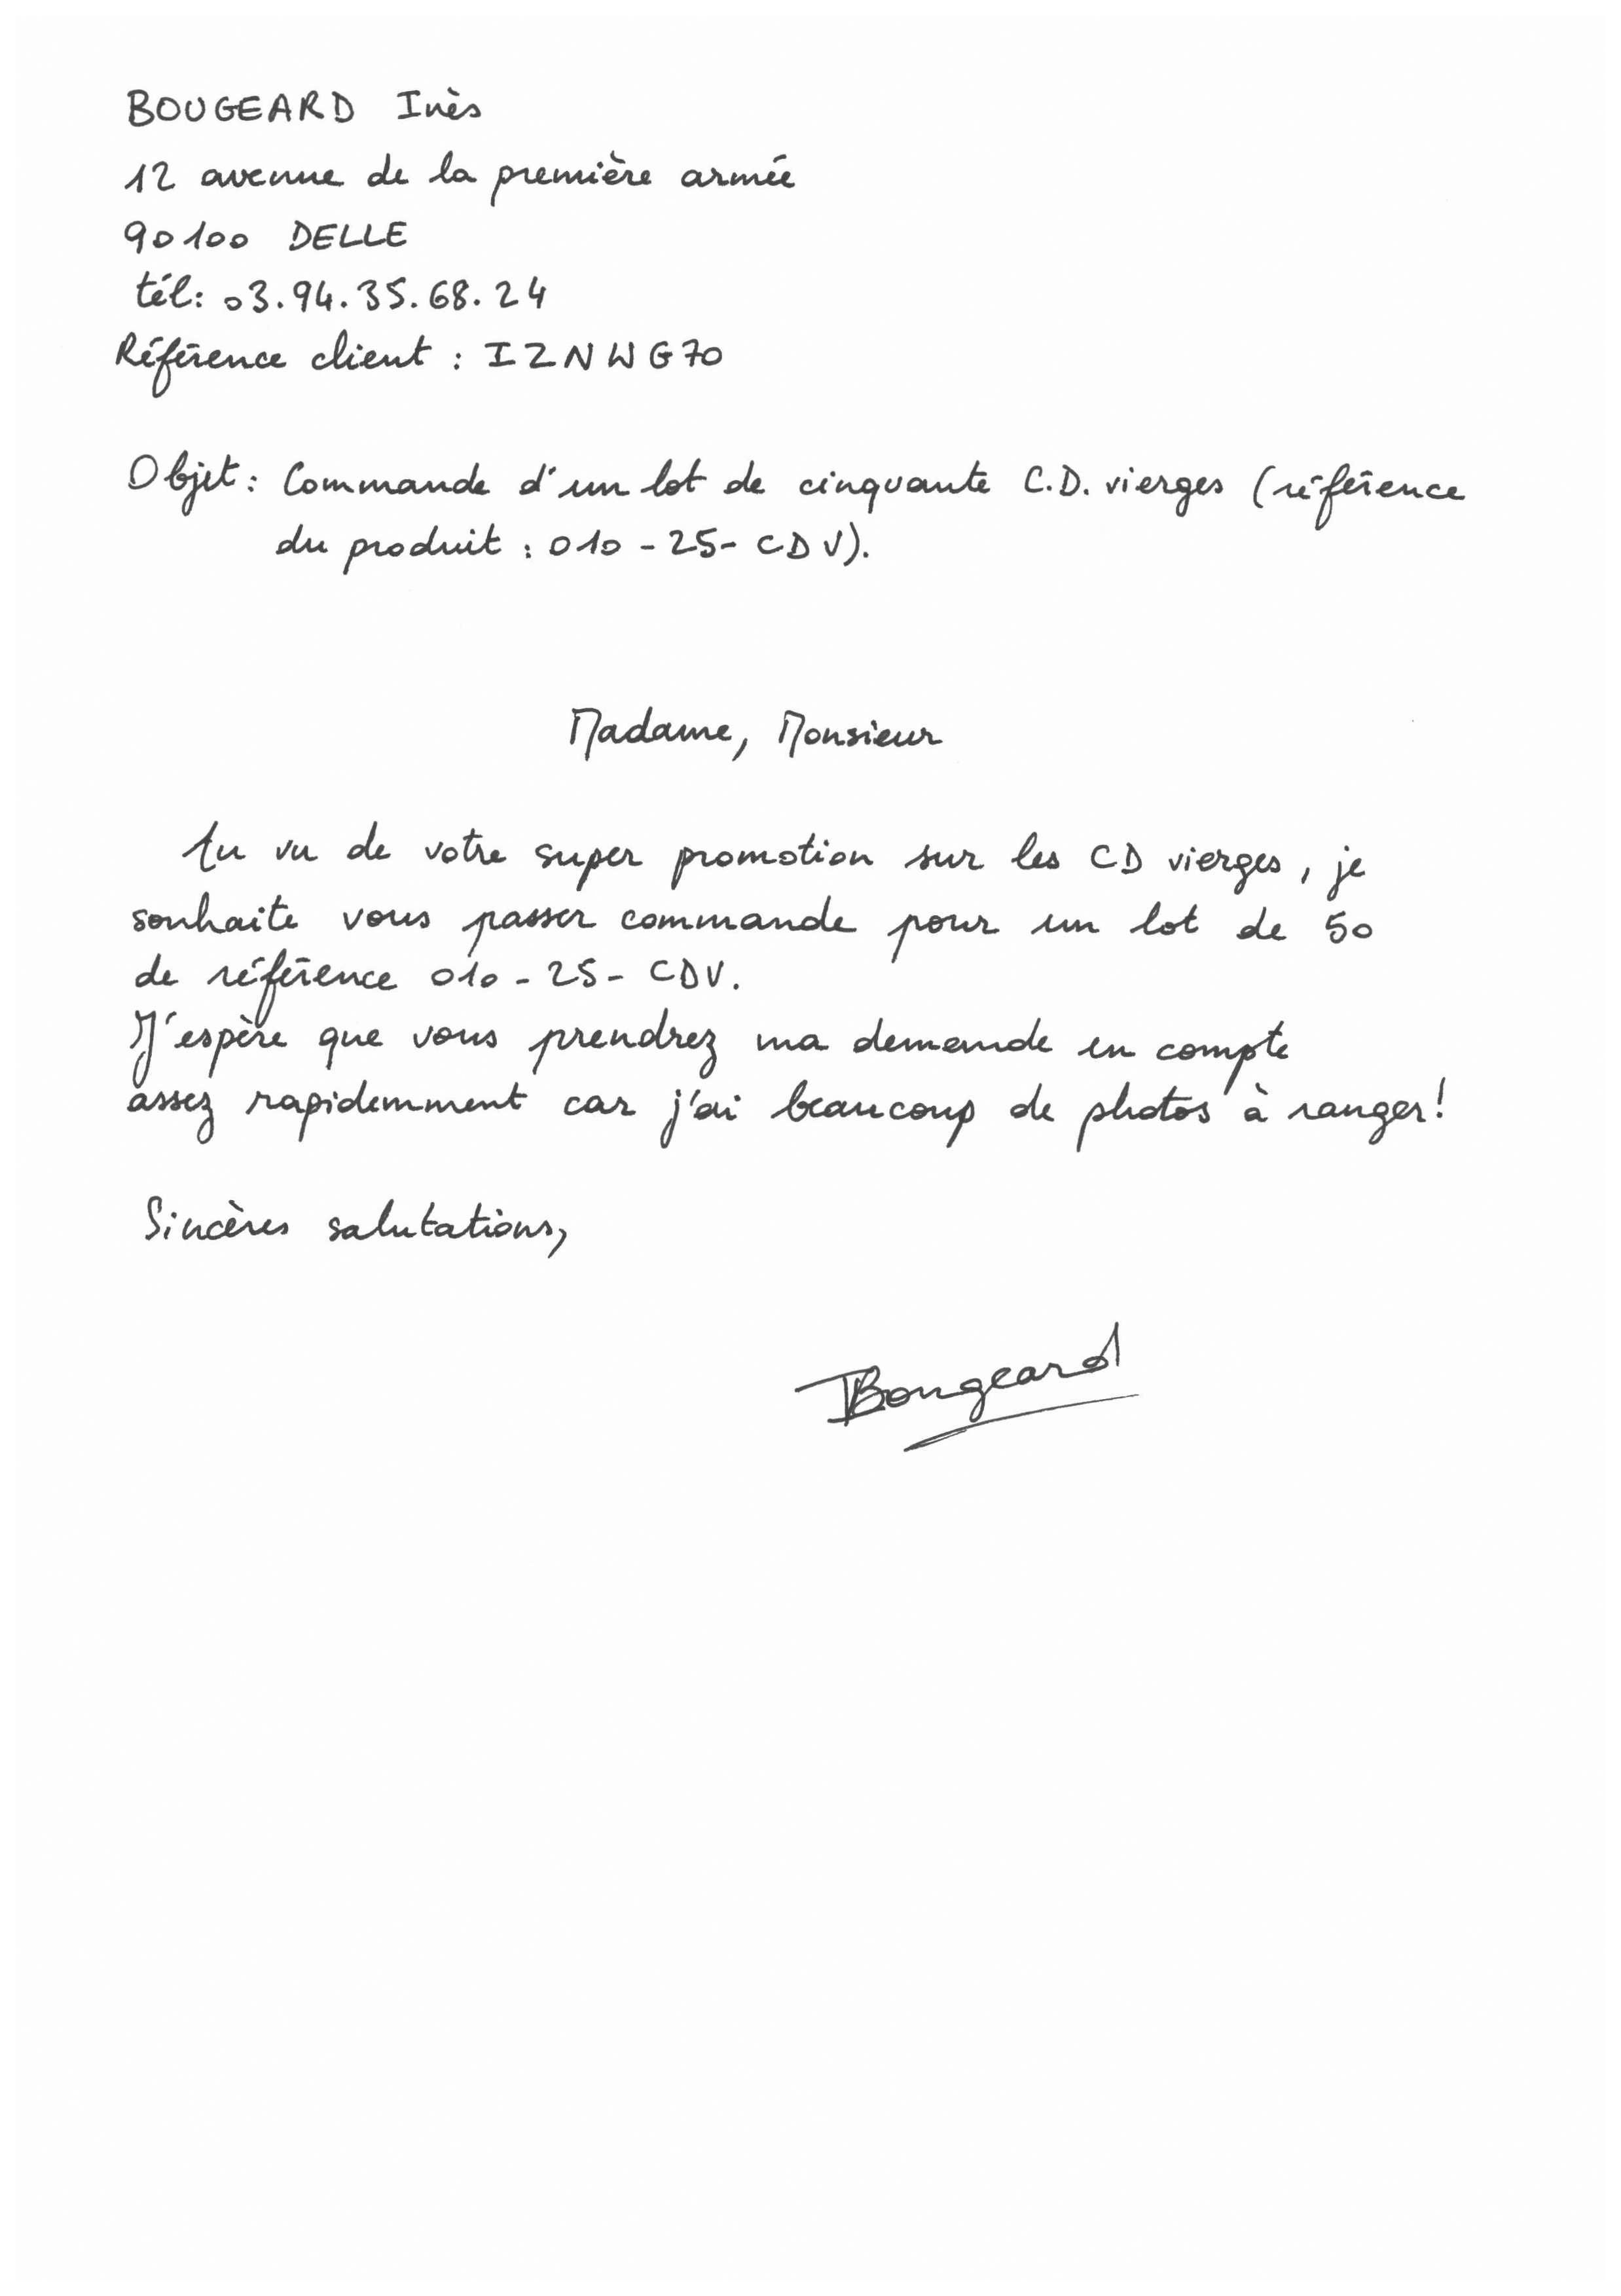 BOUGEARD Inès
12 avenue de la première armée
90100 DELLE
tél: 03.94.35.68.24
Référence client : IZNWG70
Objet: Commande d'un lot de cinquante C.D. vierges (référence
du produit : 010-25-CDV).
Madame, Monsieur
Au vu de votre super promotion sur les CD vierges, je
souhaite vous passer commande pour un lot de 50
de référence 010-25-CDV.
J'espère que vous prendrez ma demande en compte
assez rapidemment car j'ai beaucoup de photos à ranger!
Sincères salutations,
IBougeard